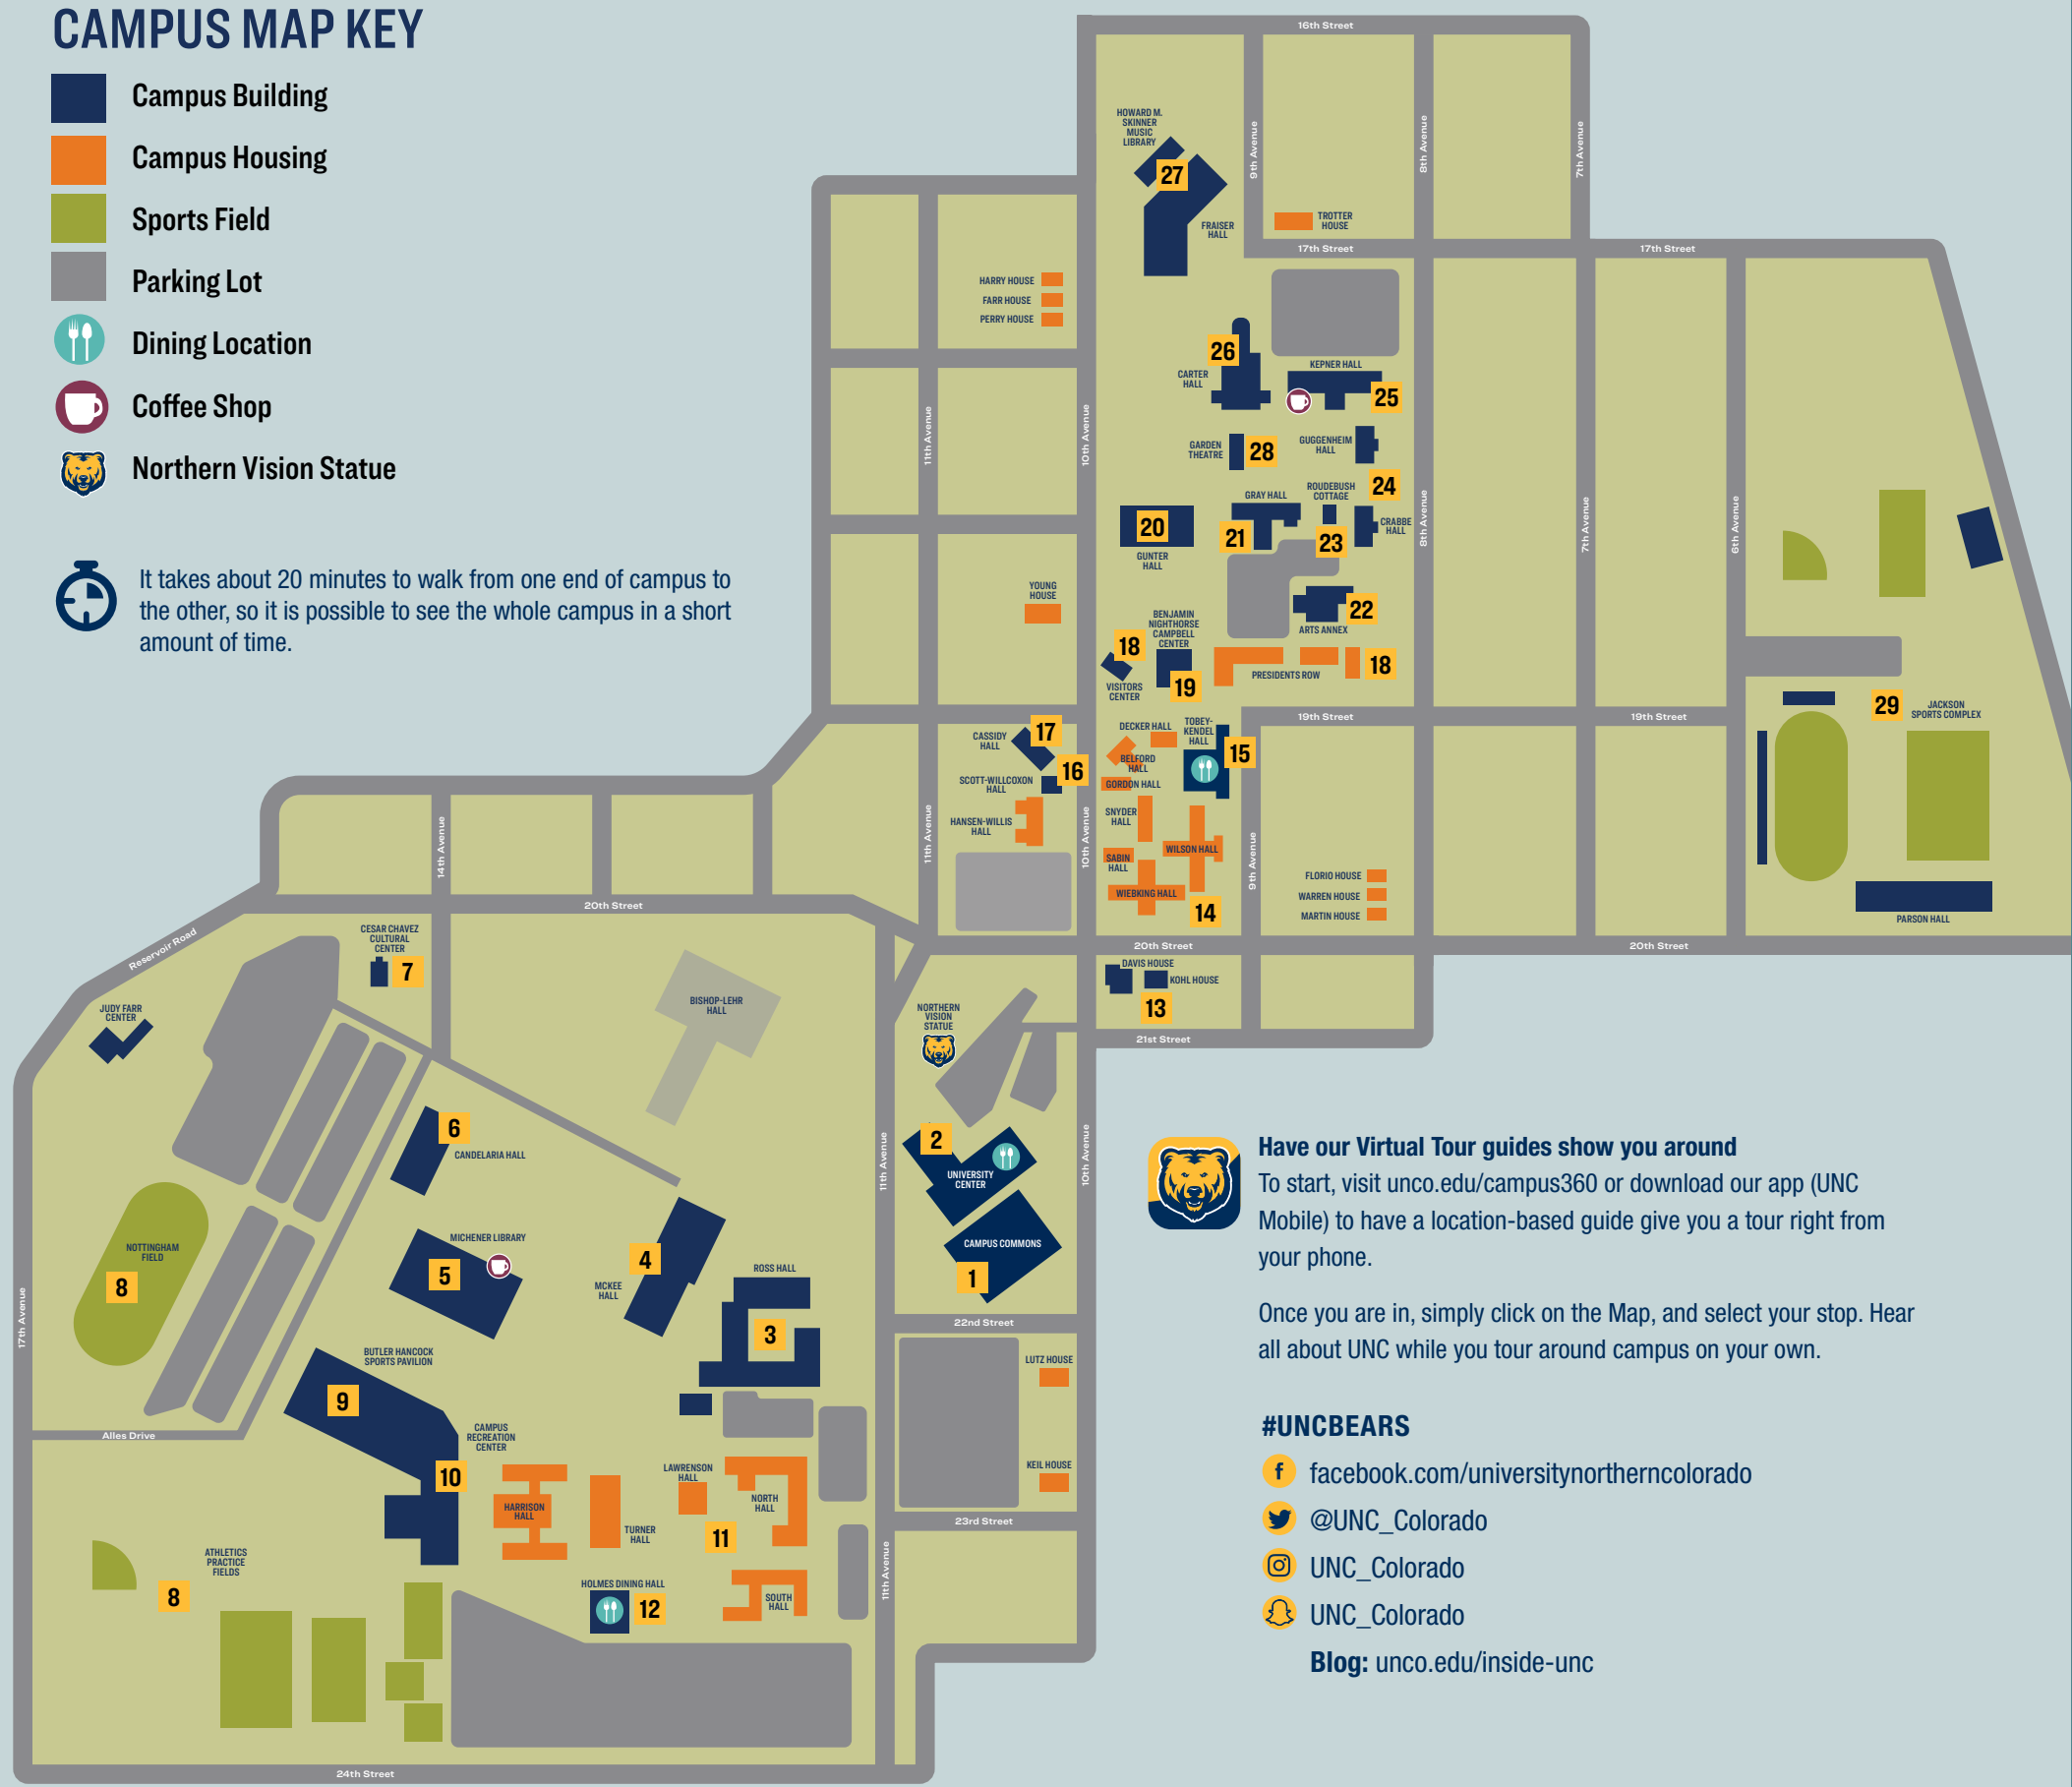 CAMPUS MAP KEY
Campus Building
Campus Housing
Sports Field
Parking Lot
Dining Location
Coffee Shop
Northern Vision Statue
It takes about 20 minutes to walk from one end of campus to
the other, so it is possible to see the whole campus in a short
amount of time.
16th Street
9th Avenue
8th Avenue
7th Avenue
HOWARD M.
SKINNER
MUSIC
LIBRARY
27
FRAISER
HALL
TROTTER
HOUSE
17th Street
17th Street
HARRY HOUSE
FARR HOUSE
PERRY HOUSE
26
CARTER
HALL
KEPNER HALL
25
11th Avenue
10th Avenue
GARDEN
THEATRE
28
GUGGENHEIM
HALL
24
GRAY HALL
ROUDEBUSH
COTTAGE
CRABBE
HALL
20
GUNTER
HALL
21
23
8th Avenue
7th Avenue
6th Avenue
YOUNG
HOUSE
22
ARTS ANNEX
BENJAMIN
NIGHTHORSE
CAMPBELL
CENTER
18
VISITORS
CENTER
19
PRESIDENTS ROW
18
29
JACKSON
SPORTS COMPLEX
19th Street
19th Street
CASSIDY
HALL
17
16
SCOTT-WILLCOXON
HALL
HANSEN-WILLIS
HALL
DECKER HALL
TOBEY-
KENDEL
HALL
15
BELFORD
HALL
GORDON HALL
SNYDER
HALL
WILSON HALL
SABIN
HALL
WIEBKING HALL
14
14th Avenue
11th Avenue
10th Avenue
9th Avenue
FLORIO HOUSE
WARREN HOUSE
MARTIN HOUSE
PARSON HALL
20th Street
20th Street
20th Street
Reservoir Road
CESAR CHAVEZ
CULTURAL
CENTER
7
JUDY FARR
CENTER
BISHOP-LEHR
HALL
NORTHERN
VISION
STATUE
DAVIS HOUSE
KOHL HOUSE
13
21st Street
6
CANDELARIA HALL
2
UNIVERSITY
CENTER
CAMPUS COMMONS
1
11th Avenue
10th Avenue
MICHENER LIBRARY
5
4
MCKEE
HALL
ROSS HALL
3
NOTTINGHAM
FIELD
8
17th Avenue
22nd Street
LUTZ HOUSE
KEIL HOUSE
BUTLER HANCOCK
SPORTS PAVILION
9
Alles Drive
CAMPUS
RECREATION
CENTER
10
HARRISON
HALL
TURNER
HALL
LAWRENSON
HALL
NORTH
HALL
11
23rd Street
ATHLETICS
PRACTICE
FIELDS
8
HOLMES DINING HALL
12
SOUTH
HALL
11th Avenue
24th Street
Have our Virtual Tour guides show you around
To start, visit unco.edu/campus360 or download our app (UNC
Mobile) to have a location-based guide give you a tour right from
your phone.
Once you are in, simply click on the Map, and select your stop. Hear
all about UNC while you tour around campus on your own.
#UNCBEARS
facebook.com/universitynortherncolorado
@UNC_Colorado
UNC_Colorado
UNC_Colorado
Blog: unco.edu/inside-unc